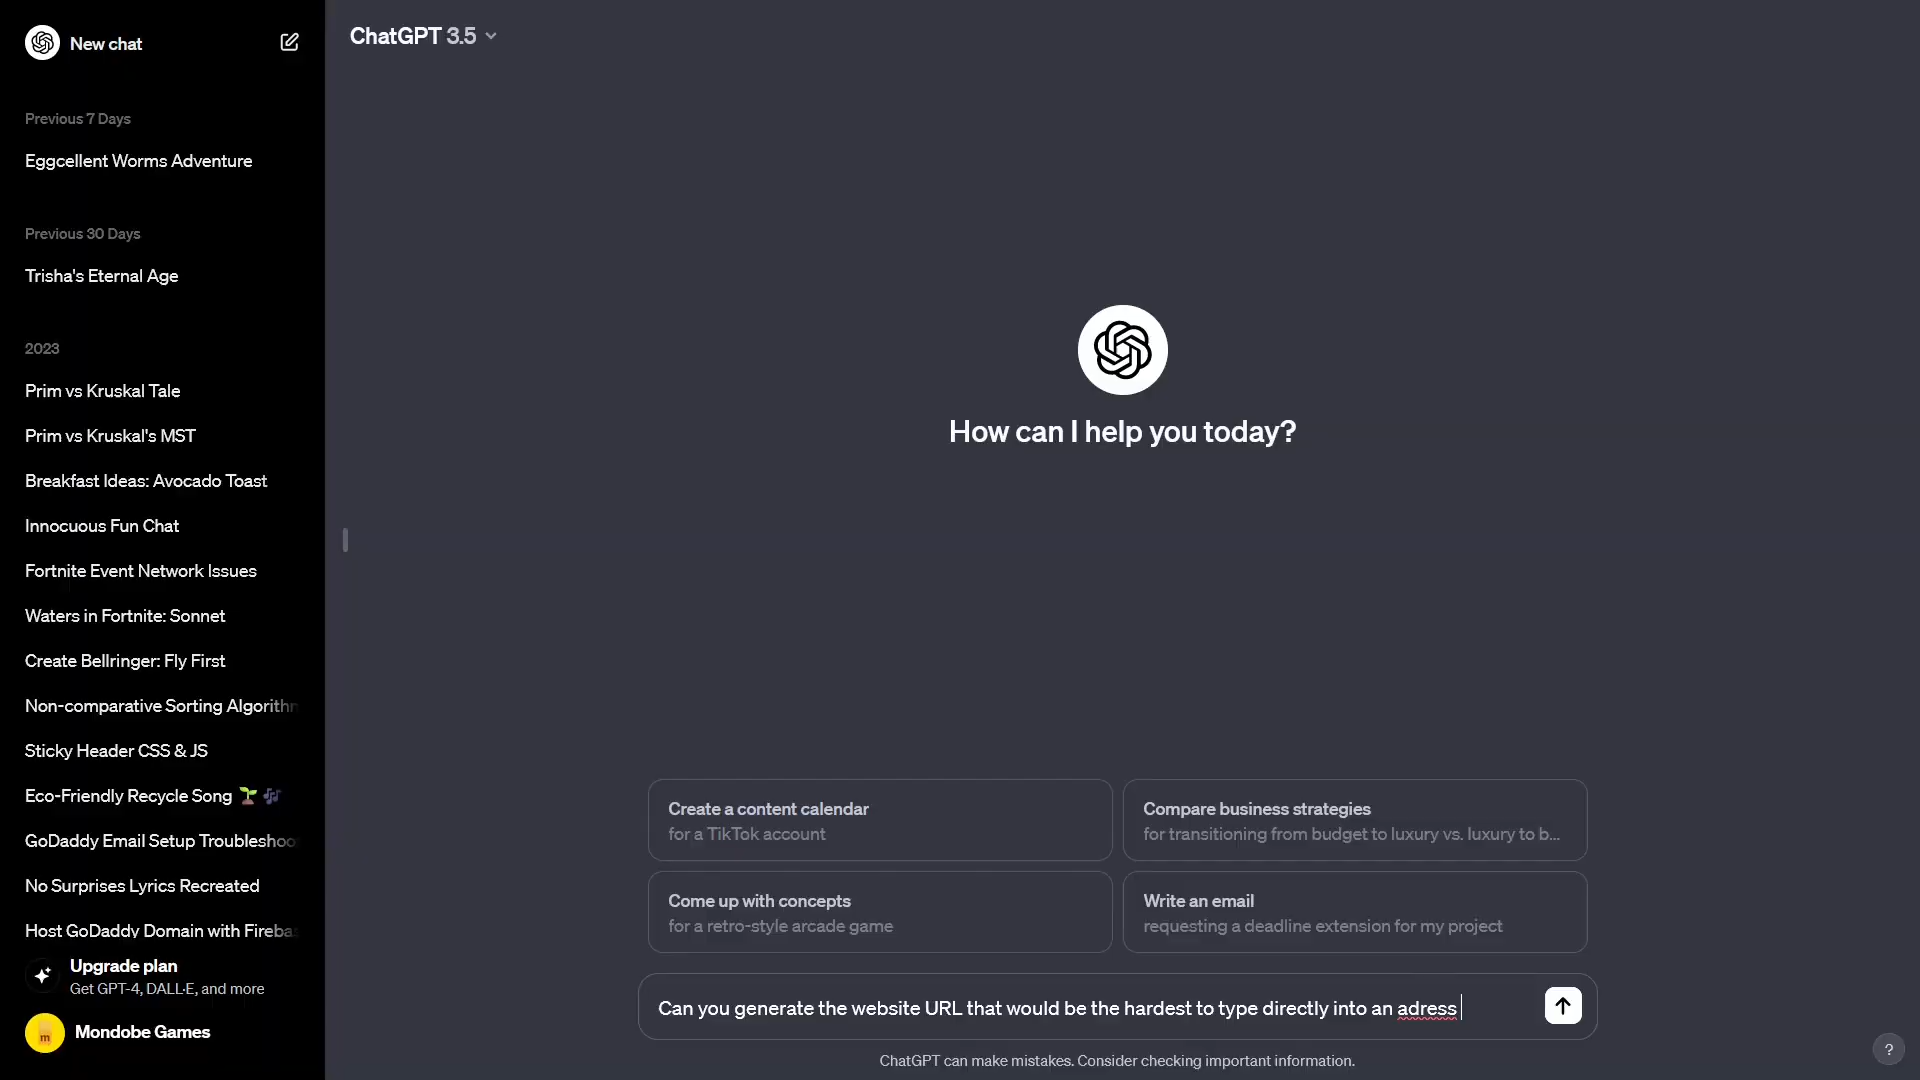 New chat
Previous 7 Days
Eggcellent Worms Adventure
Previous 30 Days
Trisha's Eternal Age
2023
Prim vs Kruskal Tale
Prim vs Kruskal's MST
Breakfast Ideas: Avocado Toast
Innocuous Fun Chat
Fortnite Event Network Issues
Waters in Fortnite: Sonnet
Create Bellringer: Fly First
Non-comparative Sorting Algorithm
Sticky Header CSS & JS
Eco-Friendly Recycle Song 🌱 🎶
GoDaddy Email Setup Troubleshoo
No Surprises Lyrics Recreated
Host GoDaddy Domain with Fireba
Upgrade plan
Get GPT-4, DALL·E, and more
m
Mondobe Games
ChatGPT 3.5
How can I help you today?
Create a content calendar
for a TikTok account
Compare business strategies
for transitioning from budget to luxury vs. luxury to b...
Come up with concepts
for a retro-style arcade game
Write an email
requesting a deadline extension for my project
Can you generate the website URL that would be the hardest to type directly into an adress
ChatGPT can make mistakes. Consider checking important information.
?